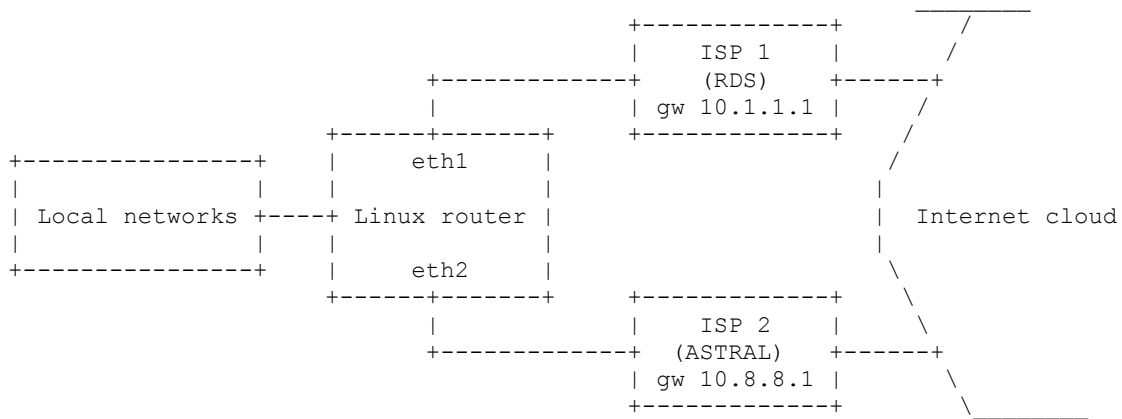 ISP 1
(RDS)
gw 10.1.1.1
eth1
Local networks
Linux router
Internet cloud
eth2
ISP 2
(ASTRAL)
gw 10.8.8.1